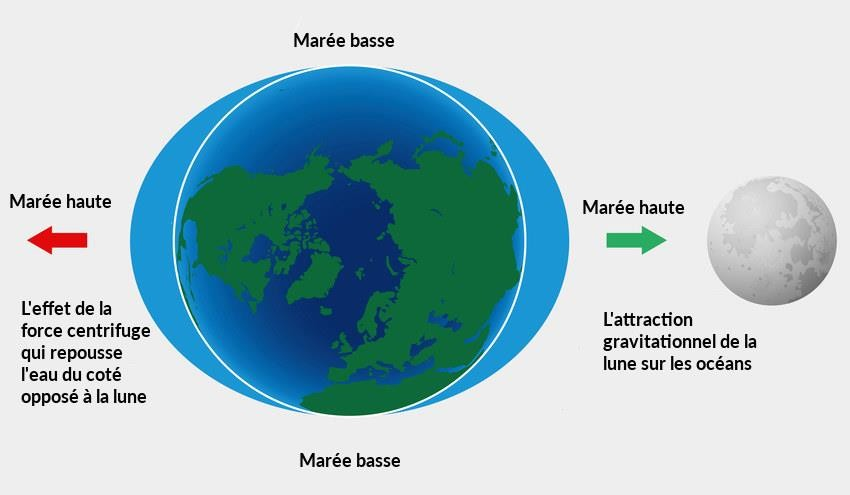 Marée basse
Marée haute
L'effet de la
force centrifuge
qui repousse
l'eau du coté
opposé à la lune
Marée haute
L'attraction
gravitationnel de la
lune sur les océans
Marée basse